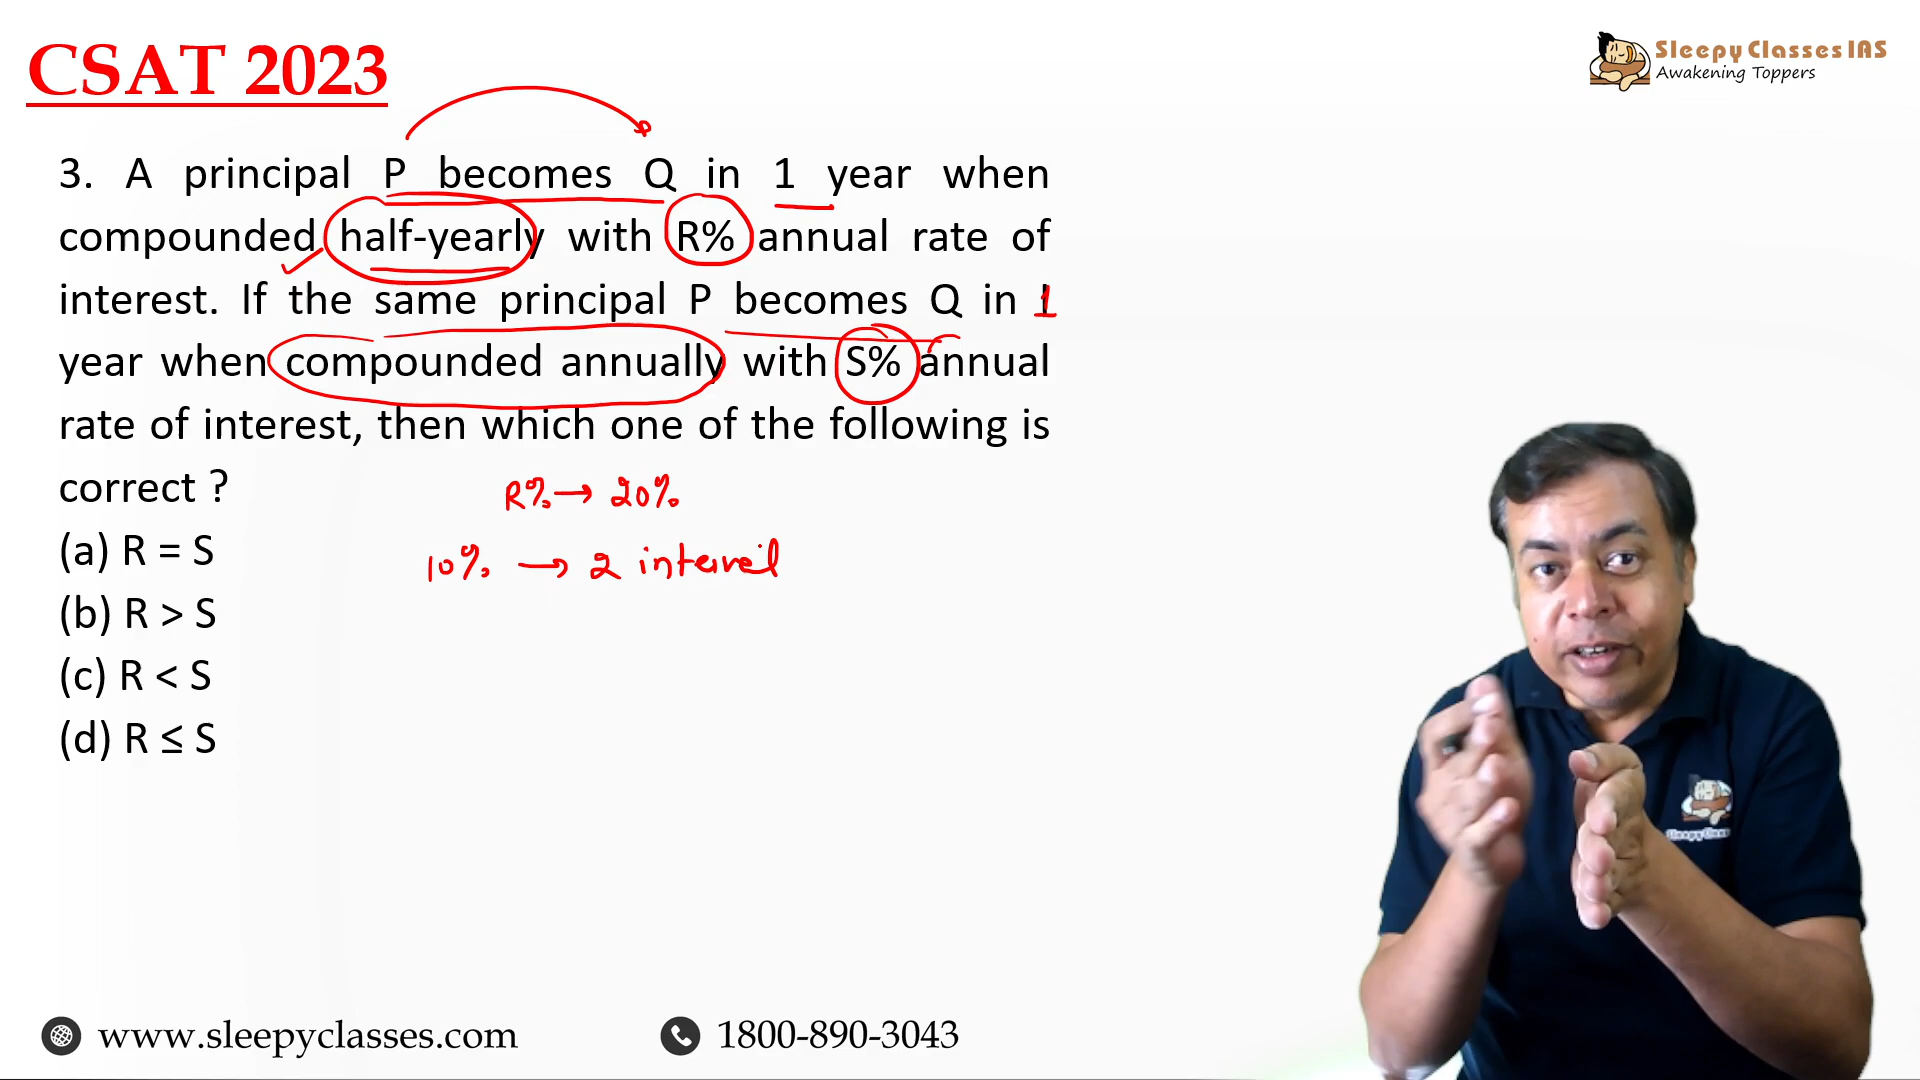 CSAT 2023
Sleepy Classes IAS
Awakening Toppers
3. A principal P becomes Q in 1 year when
compounded half-yearly with R% annual rate of
interest. If the same principal P becomes Q in 1
year when compounded annually with S% annual
rate of interest, then which one of the following is
correct ?
R% → 20%
(a) R = S
10% → 2 interval
(b) R > S
(c) R < S
(d) R ≤ S
www.sleepyclasses.com
1800-890-3043